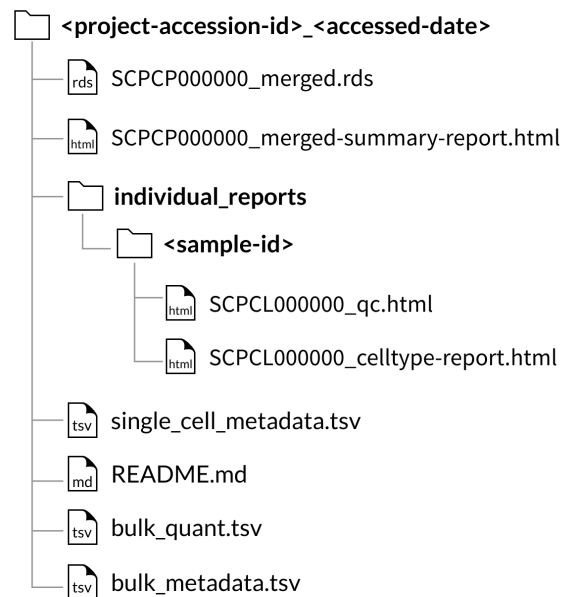 <project-accession-id>_<accessed-date>
rds SCPCP000000_merged.rds
html SCPCP000000_merged-summary-report.html
individual_reports
<sample-id>
html SCPCL000000_qc.html
html SCPCL000000_celltype-report.html
tsv single_cell_metadata.tsv
md README.md
tsv bulk_quant.tsv
tsv bulk_metadata.tsv